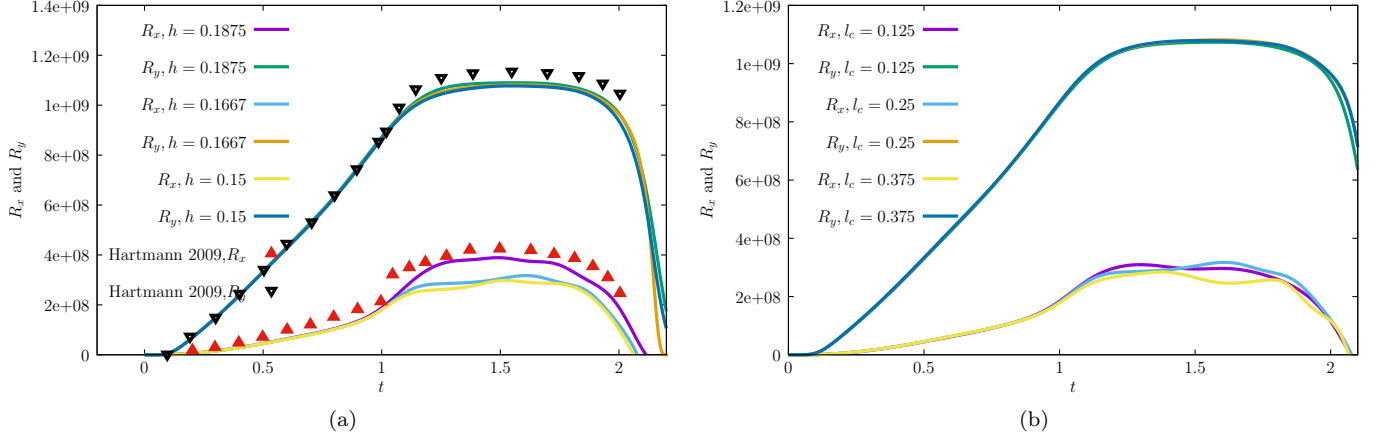 1.4e+09
1.2e+09
1e+09
8e+08
6e+08
4e+08
2e+08
0
R_x and R_y
R_x, h = 0.1875
R_y, h = 0.1875
R_x, h = 0.1667
R_y, h = 0.1667
R_x, h = 0.15
R_y, h = 0.15
Hartmann 2009,R_x
Hartmann 2009,R_y
0 0.5 1 1.5 2
t
(a)
1.2e+09
1e+09
8e+08
6e+08
4e+08
2e+08
0
R_x and R_y
R_x, l_c = 0.125
R_y, l_c = 0.125
R_x, l_c = 0.25
R_y, l_c = 0.25
R_x, l_c = 0.375
R_y, l_c = 0.375
0 0.5 1 1.5 2
t
(b)